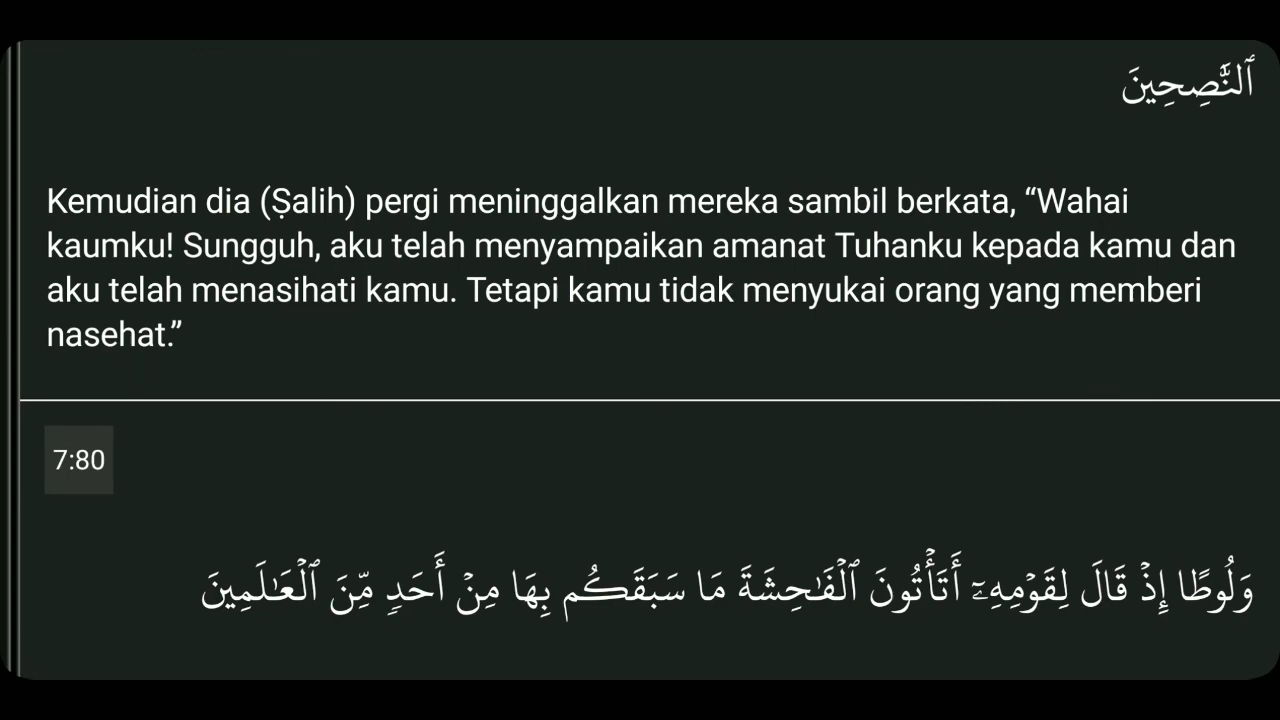 ٱلنَّـٰصِحِينَ
Kemudian dia (Ṣalih) pergi meninggalkan mereka sambil berkata, “Wahai
kaumku! Sungguh, aku telah menyampaikan amanat Tuhanku kepada kamu dan
aku telah menasihati kamu. Tetapi kamu tidak menyukai orang yang memberi
nasehat.”
7:80
وَلُوطًا إِذْ قَالَ لِقَوْمِهِۦٓ أَتَأْتُونَ ٱلْفَـٰحِشَةَ مَا سَبَقَكُم بِهَا مِنْ أَحَدٍ مِّنَ ٱلْعَـٰلَمِينَ